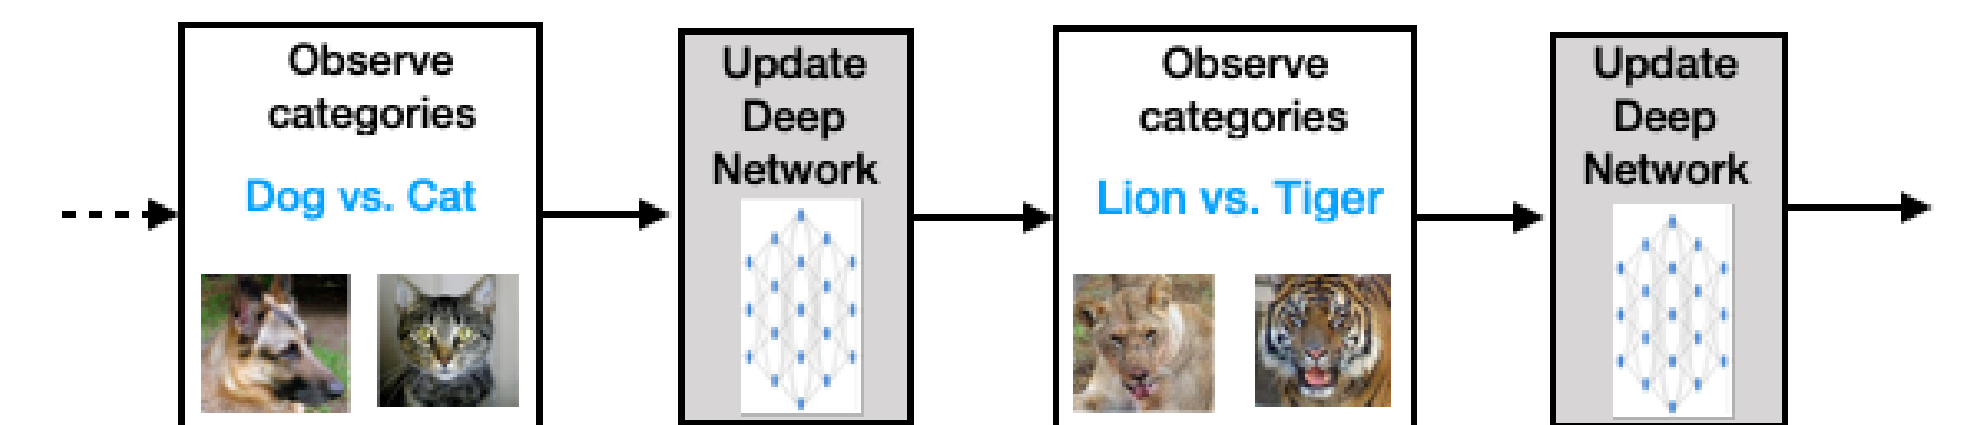 Observe
categories
Dog vs. Cat
Update
Deep
Network
Observe
categories
Lion vs. Tiger
Update
Deep
Network